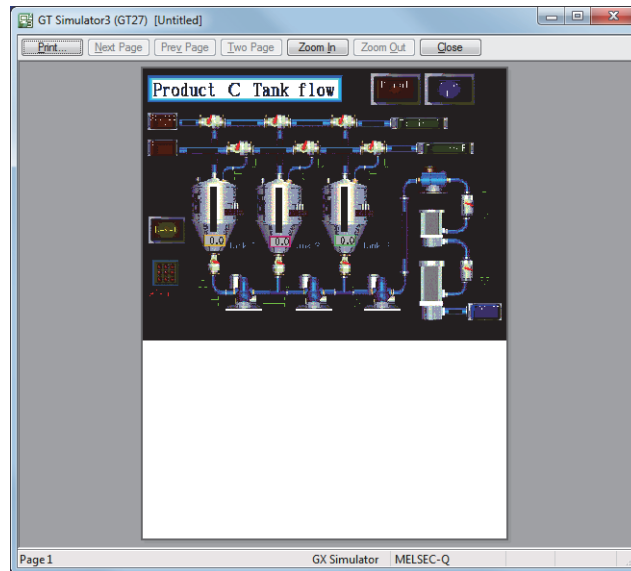 GT Simulator3 (GT27) [Untitled]
Print... Next Page Prev Page Two Page Zoom In Zoom Out Close
Product C Tank flow
0.0 0.0 0.0
Page 1 GX Simulator MELSEC-Q